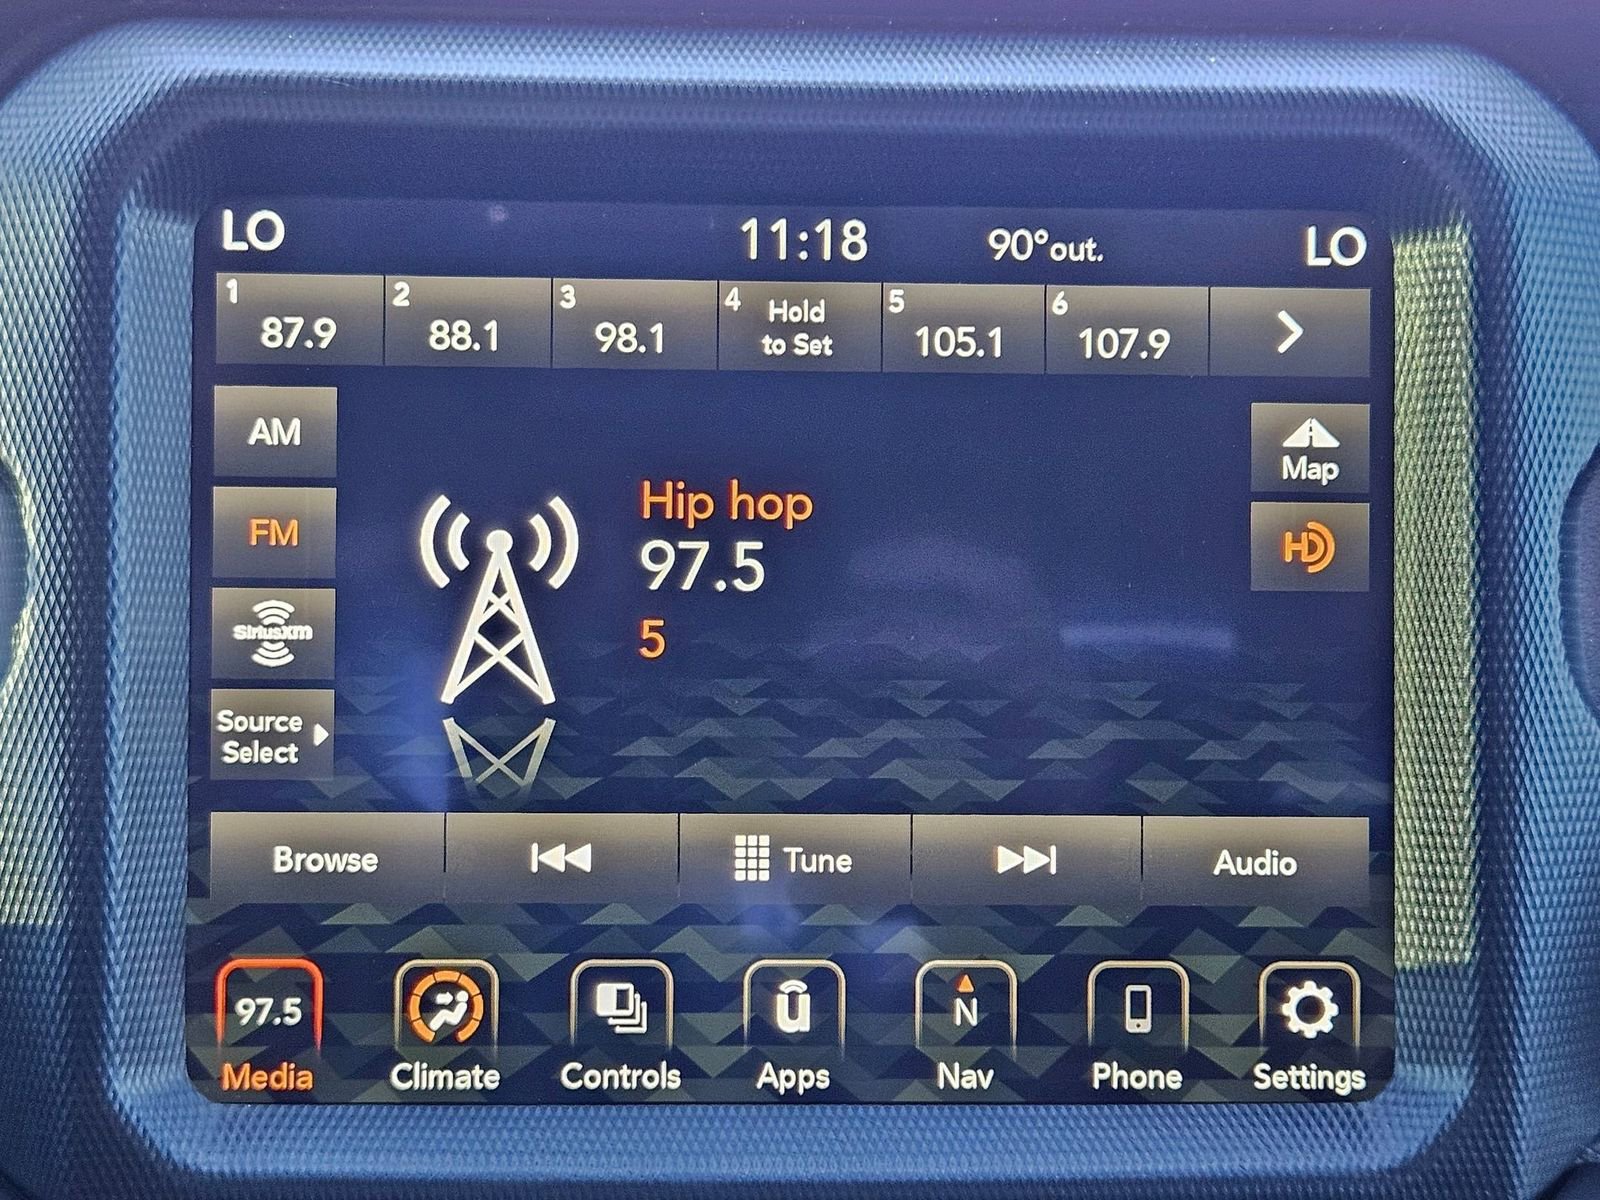 LO 11:18 90°out. LO
1 2 3 4 5 6
87.9 88.1 98.1 Hold to Set 105.1 107.9
AM
Map
Hip hop
FM
97.5
HD
SiriusXM
5
Source
Select
Browse Tune Audio
97.5 u N
Media Climate Controls Apps Nav Phone Settings